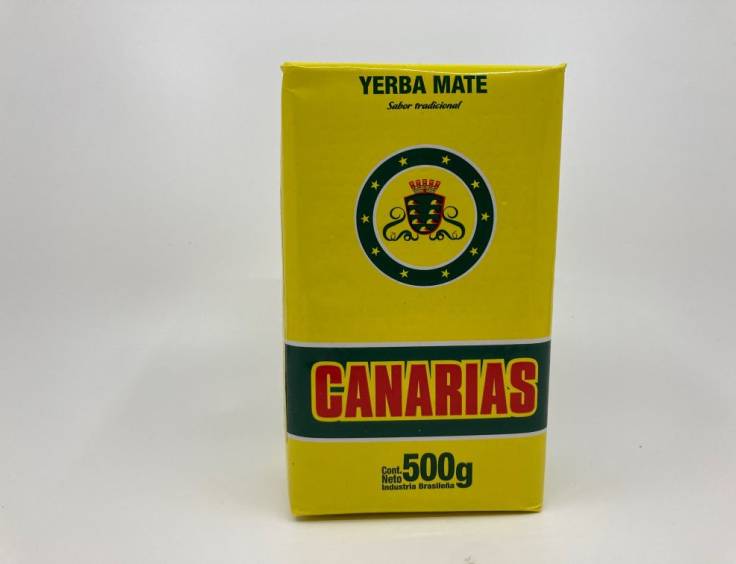 YERBA MATE
Sabor tradicional
CANARIAS
Cont.
Neto 500g
Industria Brasileña